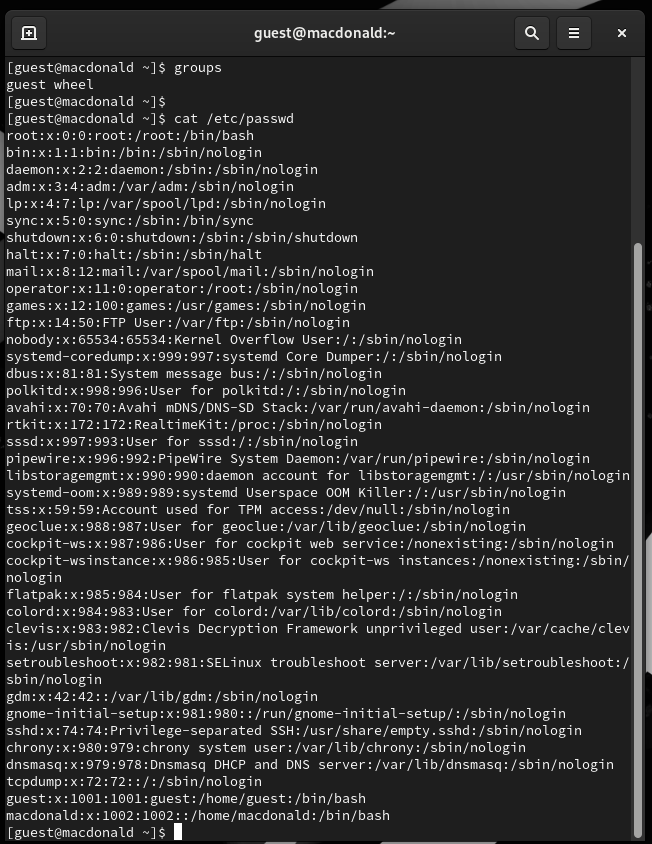 guest@macdonald:~
[guest@macdonald ~]$ groups
guest wheel
[guest@macdonald ~]$
[guest@macdonald ~]$ cat /etc/passwd
root:x:0:0:root:/root:/bin/bash
bin:x:1:1:bin:/bin:/sbin/nologin
daemon:x:2:2:daemon:/sbin:/sbin/nologin
adm:x:3:4:adm:/var/adm:/sbin/nologin
lp:x:4:7:lp:/var/spool/lpd:/sbin/nologin
sync:x:5:0:sync:/sbin:/bin/sync
shutdown:x:6:0:shutdown:/sbin:/sbin/shutdown
halt:x:7:0:halt:/sbin:/sbin/halt
mail:x:8:12:mail:/var/spool/mail:/sbin/nologin
operator:x:11:0:operator:/root:/sbin/nologin
games:x:12:100:games:/usr/games:/sbin/nologin
ftp:x:14:50:FTP User:/var/ftp:/sbin/nologin
nobody:x:65534:65534:Kernel Overflow User:/:/sbin/nologin
systemd-coredump:x:999:997:systemd Core Dumper:/:/sbin/nologin
dbus:x:81:81:System message bus:/:/sbin/nologin
polkitd:x:998:996:User for polkitd:/:/sbin/nologin
avahi:x:70:70:Avahi mDNS/DNS-SD Stack:/var/run/avahi-daemon:/sbin/nologin
rtkit:x:172:172:RealtimeKit:/proc:/sbin/nologin
sssd:x:997:993:User for sssd:/:/sbin/nologin
pipewire:x:996:992:PipeWire System Daemon:/var/run/pipewire:/sbin/nologin
libstoragemgmt:x:990:990:daemon account for libstoragemgmt:/:/usr/sbin/nologin
systemd-oom:x:989:989:systemd Userspace OOM Killer:/:/usr/sbin/nologin
tss:x:59:59:Account used for TPM access:/dev/null:/sbin/nologin
geoclue:x:988:987:User for geoclue:/var/lib/geoclue:/sbin/nologin
cockpit-ws:x:987:986:User for cockpit web service:/nonexisting:/sbin/nologin
cockpit-wsinstance:x:986:985:User for cockpit-ws instances:/nonexisting:/sbin/
nologin
flatpak:x:985:984:User for flatpak system helper:/:/sbin/nologin
colord:x:984:983:User for colord:/var/lib/colord:/sbin/nologin
clevis:x:983:982:Clevis Decryption Framework unprivileged user:/var/cache/clev
is:/usr/sbin/nologin
setroubleshoot:x:982:981:SELinux troubleshoot server:/var/lib/setroubleshoot:/
sbin/nologin
gdm:x:42:42::/var/lib/gdm:/sbin/nologin
gnome-initial-setup:x:981:980::/run/gnome-initial-setup/:/sbin/nologin
sshd:x:74:74:Privilege-separated SSH:/usr/share/empty.sshd:/sbin/nologin
chrony:x:980:979:chrony system user:/var/lib/chrony:/sbin/nologin
dnsmasq:x:979:978:Dnsmasq DHCP and DNS server:/var/lib/dnsmasq:/sbin/nologin
tcpdump:x:72:72::/:/sbin/nologin
guest:x:1001:1001:guest:/home/guest:/bin/bash
macdonald:x:1002:1002::/home/macdonald:/bin/bash
[guest@macdonald ~]$